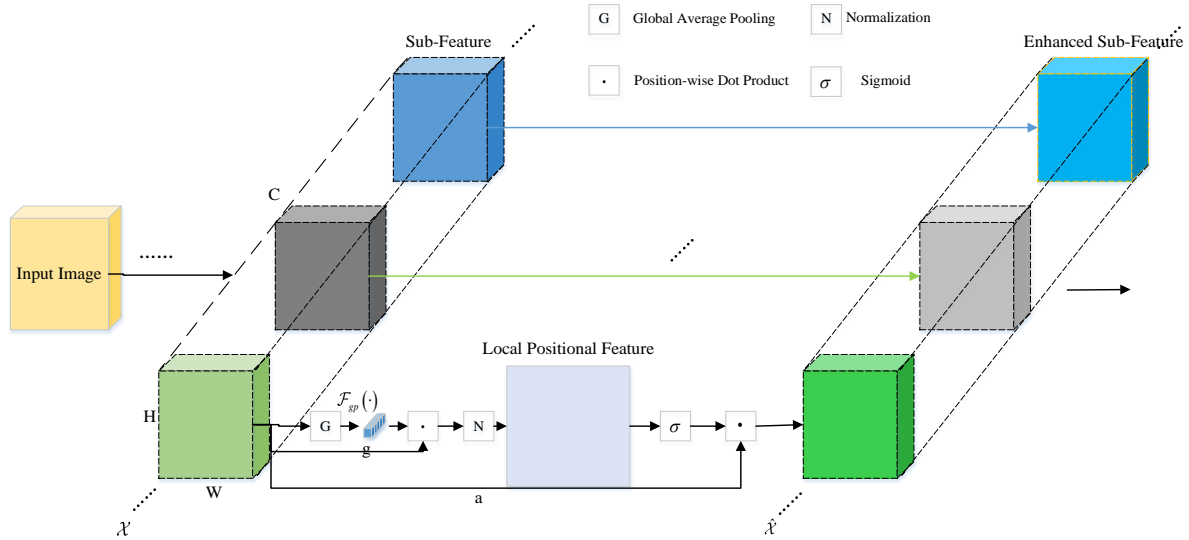 G Global Average Pooling N Normalization
Sub-Feature
Enhanced Sub-Feature
· Position-wise Dot Product σ Sigmoid
C
Input Image
......
......
Local Positional Feature
H
𝓕gp(·)
G
·
N
σ
·
g
W
a
𝒳
𝒳̂